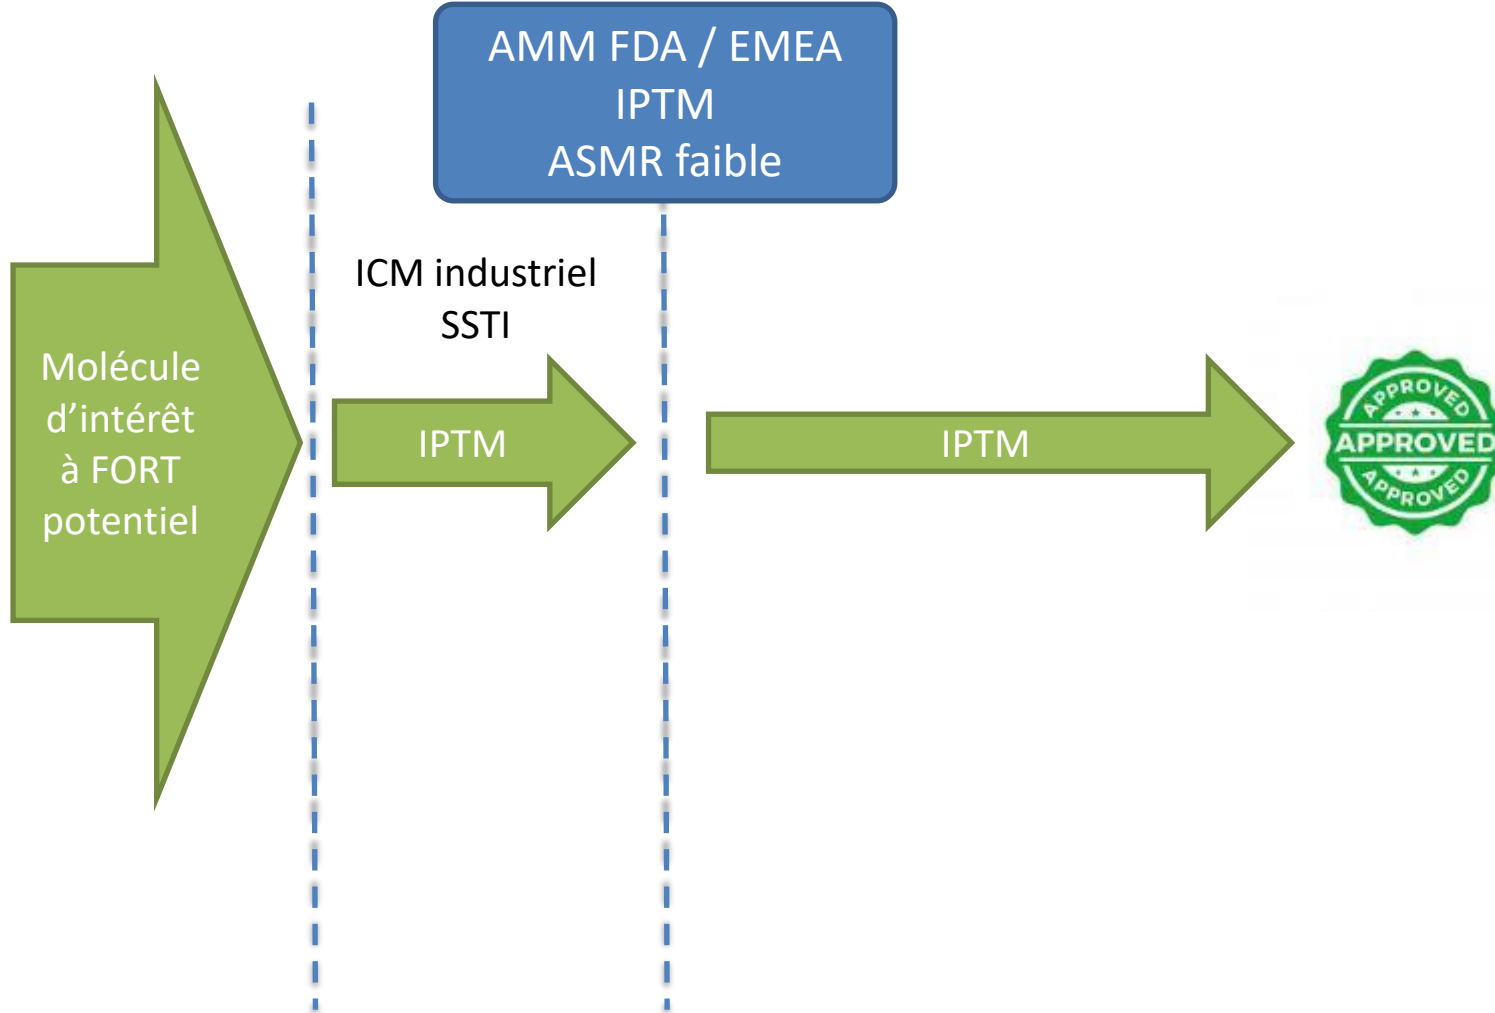 AMM FDA / EMEA
IPTM
ASMR faible
ICM industriel
SSTI
Molécule
d’intérêt
à FORT
potentiel
IPTM
IPTM
APPROVED
APPROVED
APPROVED